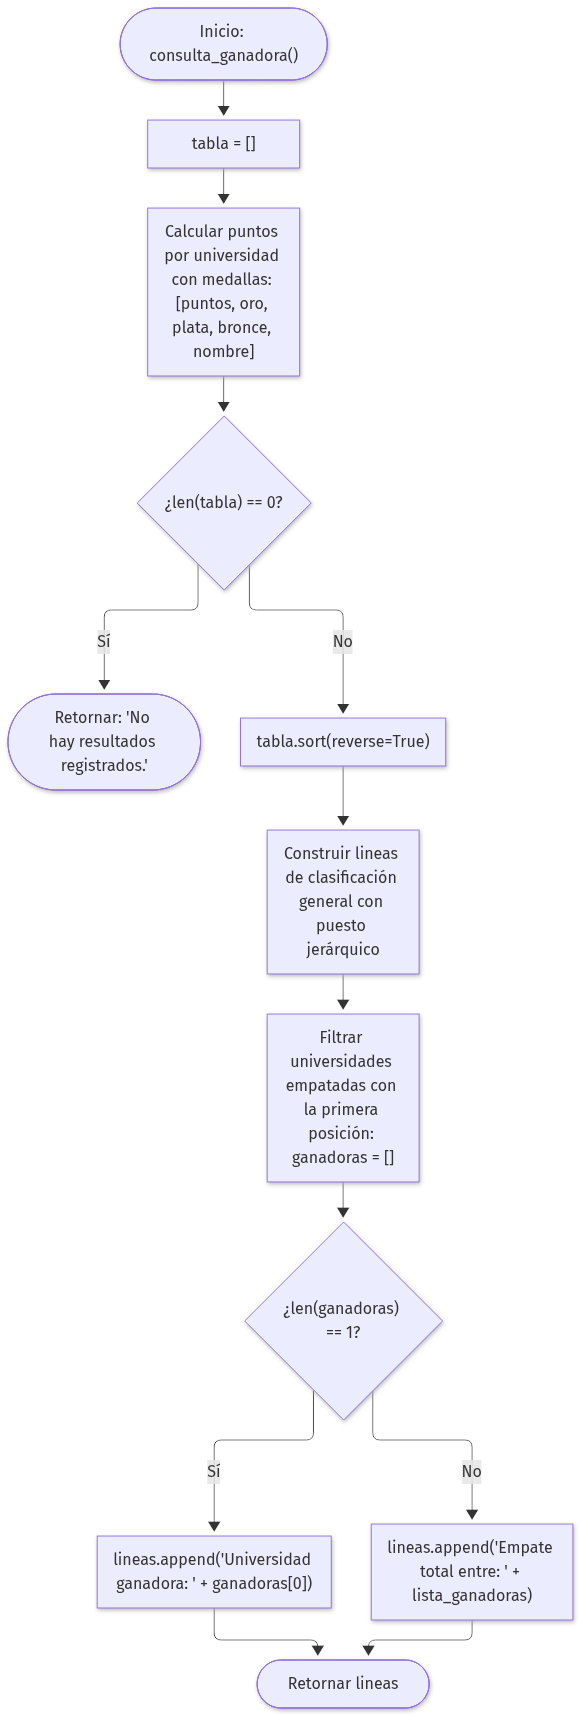 Inicio:
consulta_ganadora()
tabla = []
Calcular puntos
por universidad
con medallas:
[puntos, oro,
plata, bronce,
nombre]
¿len(tabla) == 0?
Sí
No
Retornar: 'No
hay resultados
registrados.'
tabla.sort(reverse=True)
Construir lineas
de clasificación
general con
puesto
jerárquico
Filtrar
universidades
empatadas con
la primera
posición:
ganadoras = []
¿len(ganadoras)
== 1?
Sí
No
lineas.append('Universidad
ganadora: ' + ganadoras[0])
lineas.append('Empate
total entre: ' +
lista_ganadoras)
Retornar lineas